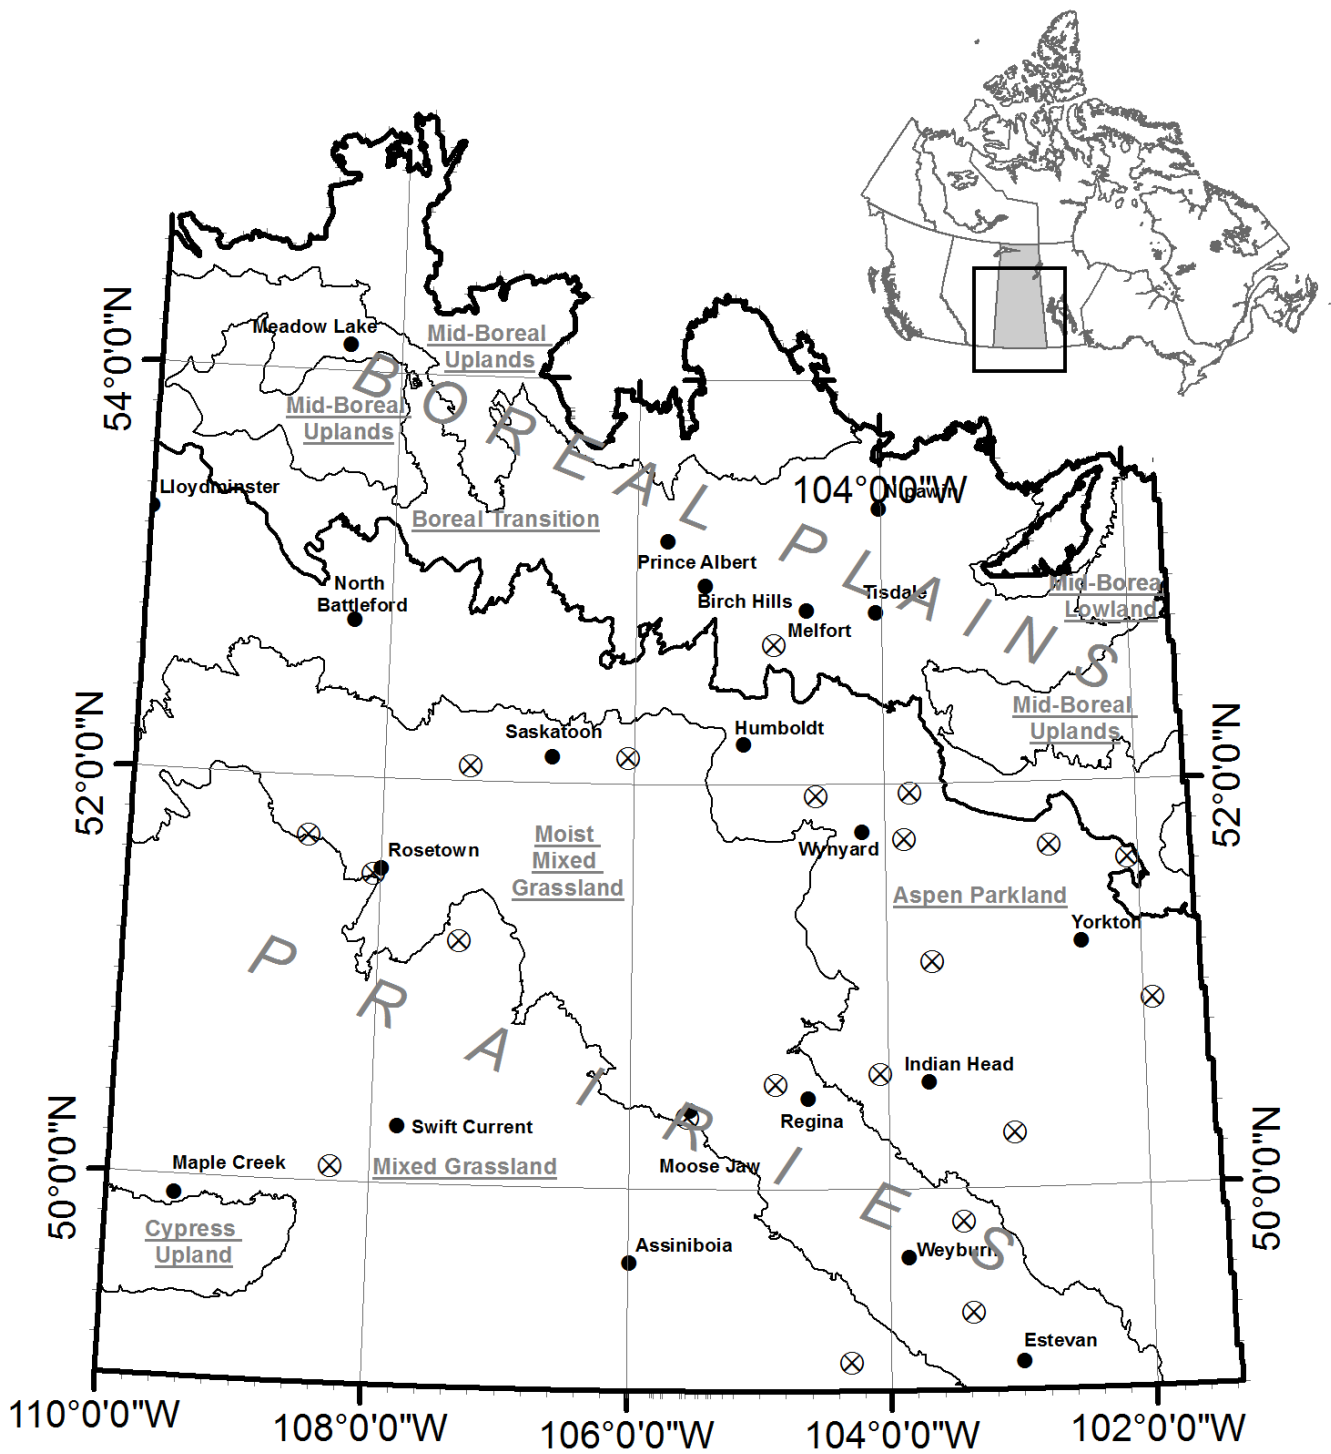 Meadow Lake
Mid-Boreal
Uplands
54°0'0"N
Mid-Boreal
Uplands
BOREAL PLAINS
Lloydminster
104°0'0"W
Nipawin
Boreal Transition
Prince Albert
North
Battleford
Birch Hills
Tisdale
Mid-Boreal
Lowland
Melfort
Mid-Boreal
Uplands
Saskatoon
Humboldt
52°0'0"N
52°0'0"N
Moist
Mixed
Grassland
Rosetown
Wynyard
Aspen Parkland
Yorkton
PRAIRIES
Indian Head
Regina
Swift Current
Maple Creek
Mixed Grassland
Moose Jaw
50°0'0"N
50°0'0"N
Cypress
Upland
Assiniboia
Weyburn
Estevan
110°0'0"W
108°0'0"W
106°0'0"W
104°0'0"W
102°0'0"W